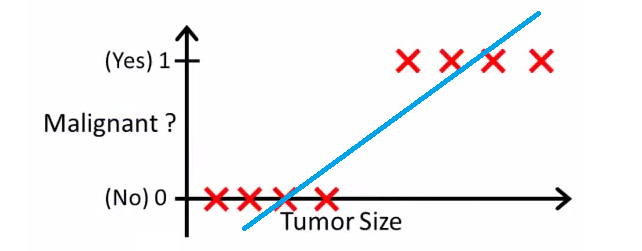 (Yes) 1
Malignant ?
(No) 0
Tumor Size